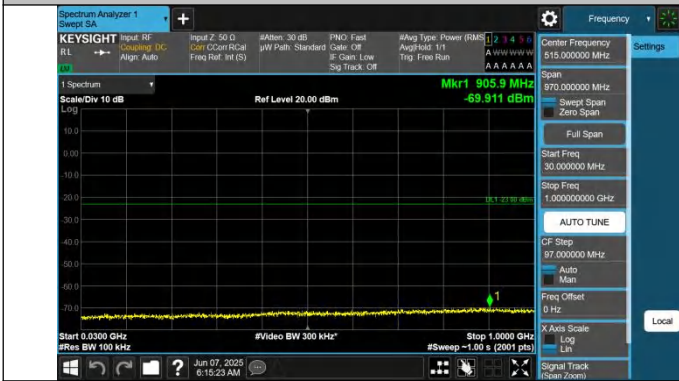 Spectrum Analyzer 1
Swept SA
+
Frequency
KEYSIGHT
Input: RF
Input Z: 50 Ω
#Atten: 30 dB
PNO: Fast
#Avg Type: Power (RMS
1 2 3 4 5 6
RL
Coupling: DC
Corr CCorr RCal
µW Path: Standard
Gate: Off
Avg|Hold: 1/1
A W W W W W
Align: Auto
Freq Ref: Int (S)
IF Gain: Low
Trig: Free Run
Sig Track: Off
A A A A A A
1 Spectrum
Mkr1 905.9 MHz
Scale/Div 10 dB
Ref Level 20.00 dBm
-69.911 dBm
Log
10.0
0.00
-10.0
-20.0
DL1 -23.00 dBm
-30.0
-40.0
-50.0
-60.0
1
-70.0
Start 0.0300 GHz
#Video BW 300 kHz*
Stop 1.0000 GHz
#Res BW 100 kHz
#Sweep ~1.00 s (2001 pts)
?
Jun 07, 2025
6:15:23 AM
Center Frequency
515.000000 MHz
Settings
Span
970.000000 MHz
Swept Span
Zero Span
Full Span
Start Freq
30.000000 MHz
Stop Freq
1.000000000 GHz
AUTO TUNE
CF Step
97.000000 MHz
Auto
Man
Freq Offset
0 Hz
Local
X Axis Scale
Log
Lin
Signal Track
(Span Zoom)